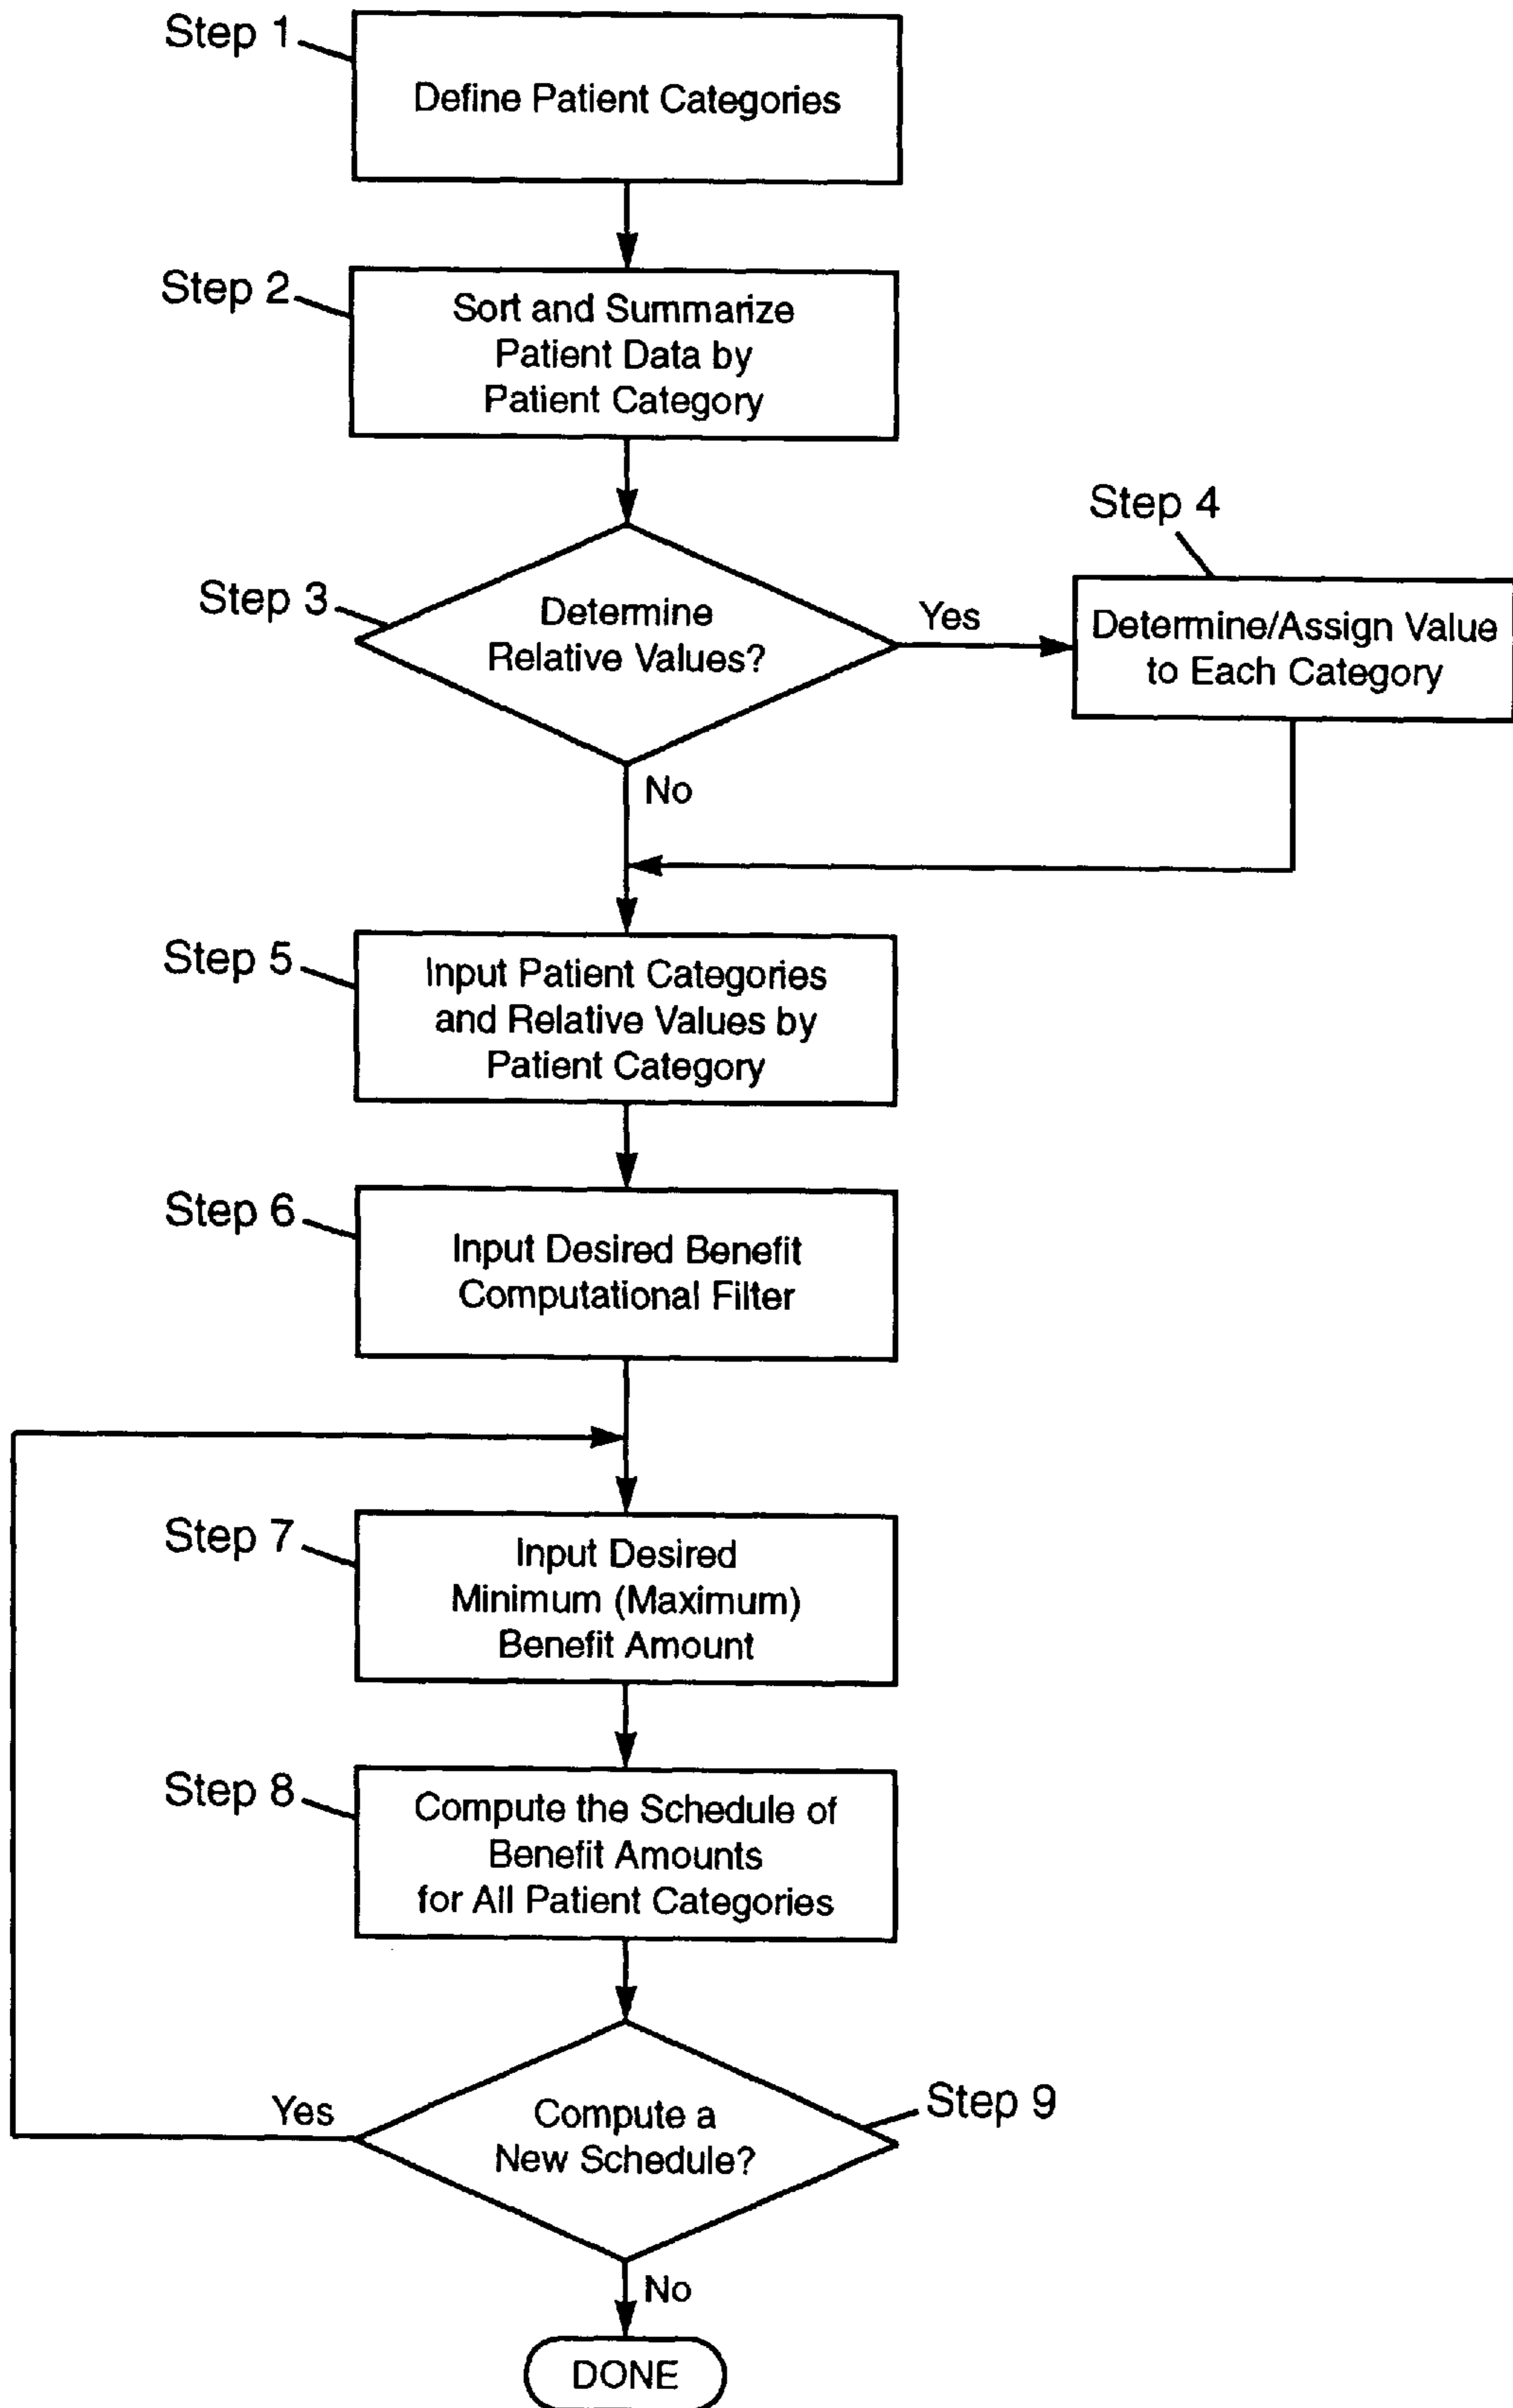 Step 1
Define Patient Categories
Step 2
Sort and Summarize
Patient Data by
Patient Category
Step 3
Determine
Relative Values?
Yes
Step 4
Determine/Assign Value
to Each Category
No
Step 5
Input Patient Categories
and Relative Values by
Patient Category
Step 6
Input Desired Benefit
Computational Filter
Step 7
Input Desired
Minimum (Maximum)
Benefit Amount
Step 8
Compute the Schedule of
Benefit Amounts
for All Patient Categories
Step 9
Compute a
New Schedule?
Yes
No
DONE